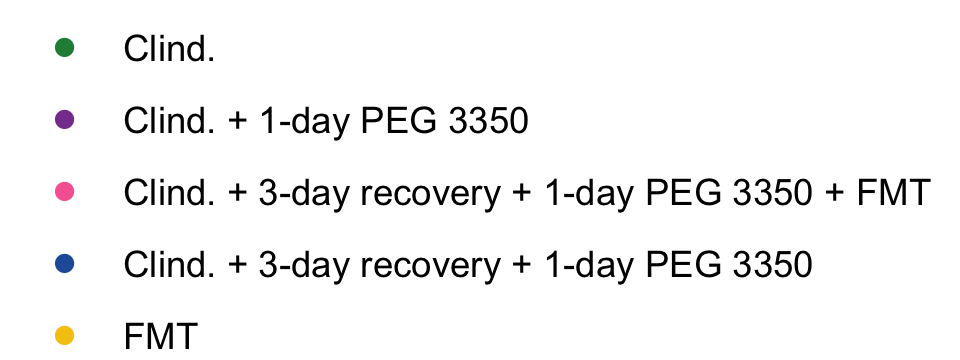 Clind.
Clind. + 1-day PEG 3350
Clind. + 3-day recovery + 1-day PEG 3350 + FMT
Clind. + 3-day recovery + 1-day PEG 3350
FMT